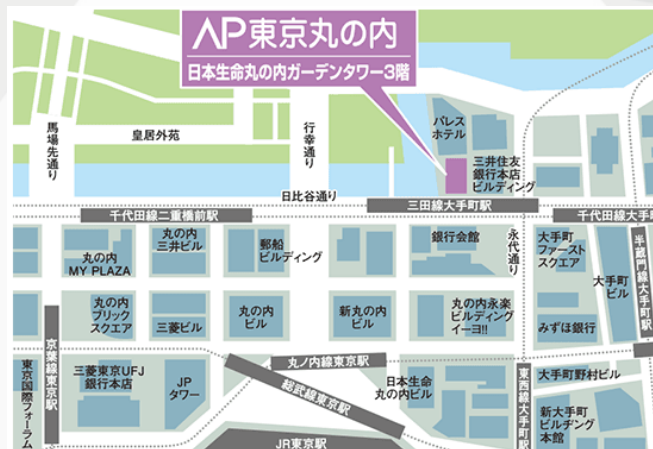 AP東京丸の内
日本生命丸の内ガーデンタワー3階
馬場先通り
皇居外苑
行幸通り
パレス
ホテル
三井住友
銀行本店
ビルディング
日比谷通り
三田線大手町駅
千代田線二重橋前駅
千代田線大手町
丸の内
MY PLAZA
丸の内
三井ビル
郵船
ビルディング
銀行会館
永代通り
大手町
ファースト
スクエア
大手町
ビル
半蔵門線大手町駅
丸の内
ブリック
スクエア
三菱ビル
丸の内
ビル
新丸の内
ビル
丸の内永楽
ビルディング
イーヨ!!
みずほ銀行
京葉線東京駅
丸ノ内線東京駅
東京国際フォーラム
三菱東京UFJ
銀行本店
JP
タワー
総武線東京駅
日本生命
丸の内ビル
東西線大手町駅
大手町野村ビル
新大手町
ビルヂング
本館
JR東京駅